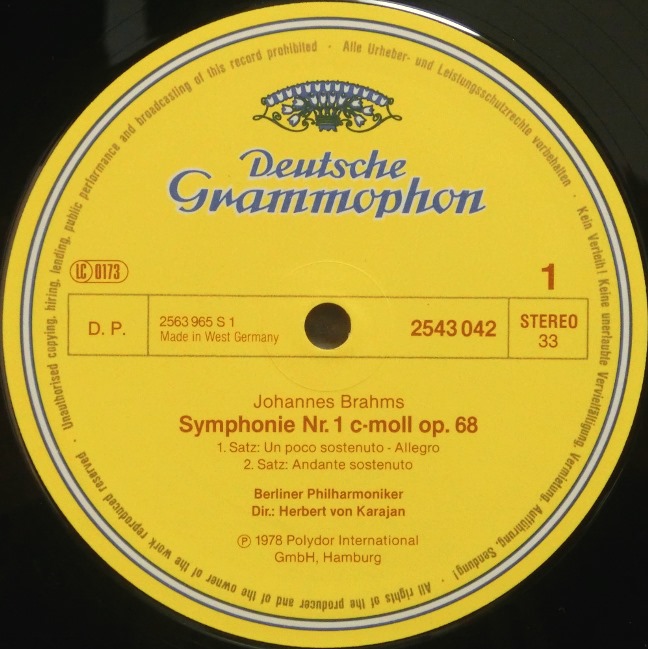 Deutsche
Grammophon
LC 0173
1
D. P.
2563 965 S 1
Made in West Germany
2543 042
STEREO
33
Johannes Brahms
Symphonie Nr. 1 c-moll op. 68
1. Satz: Un poco sostenuto - Allegro
2. Satz: Andante sostenuto
Berliner Philharmoniker
Dir.: Herbert von Karajan
Ⓟ 1978 Polydor International
GmbH, Hamburg
Alle Urheber- und Leistungsschutzrechte vorbehalten · Kein Verleih! Keine unerlaubte Vervielfältigung, Vermietung, Aufführung, Sendung! · All rights of the producer and of the owner of the work reproduced reserved · Unauthorised copying, hiring, lending, public performance and broadcasting of this record prohibited ·